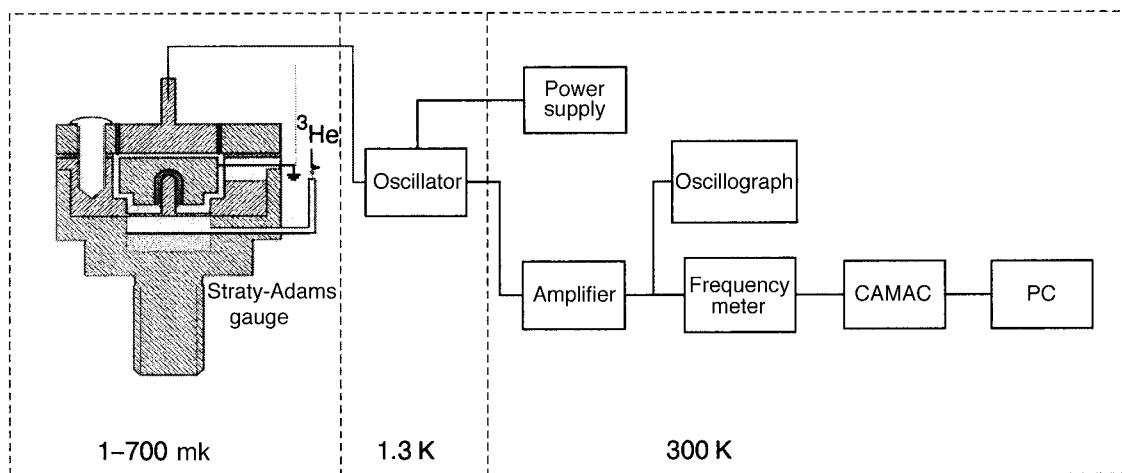 ³He
Straty-Adams
gauge
1–700 mk
Oscillator
1.3 K
Power
supply
Oscillograph
Amplifier
Frequency
meter
CAMAC
PC
300 K